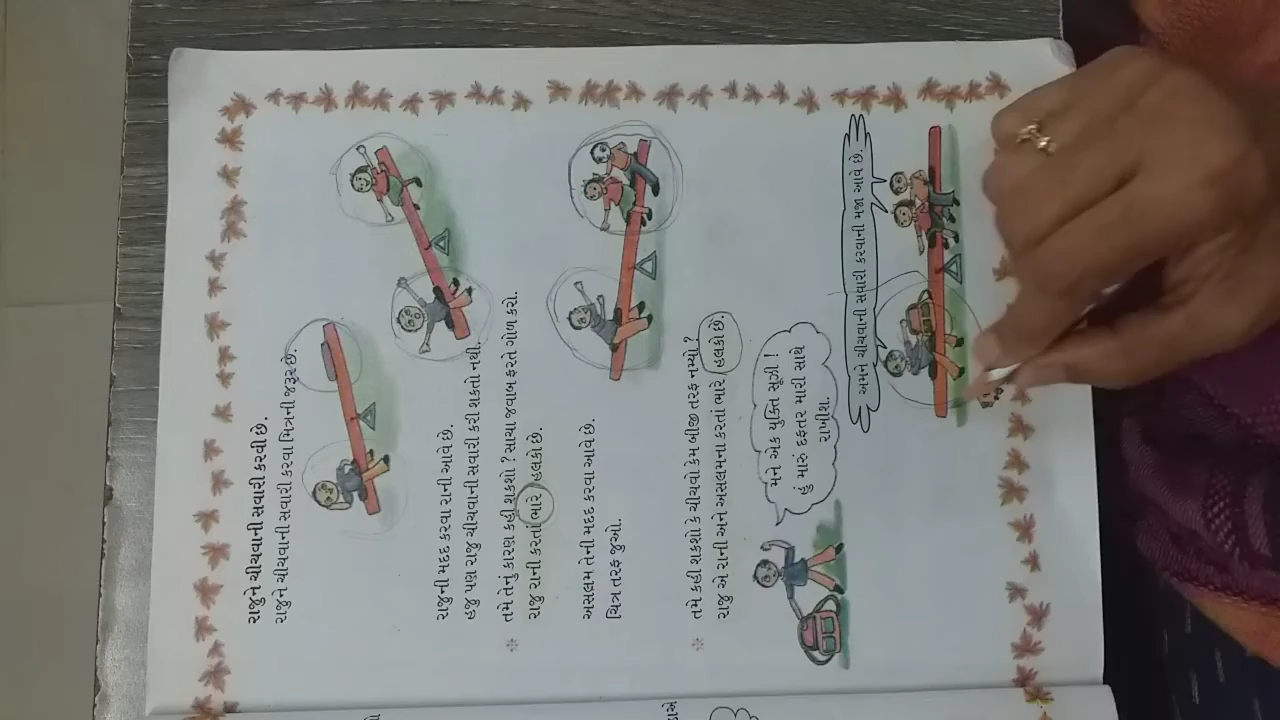 રાજુને ચીચવાની સવારી કરવી છે.
રાજુને ચીચવાની સવારી કરવા મિત્રની જરૂર છે.
રાજુની મદદ કરવા રાની આવે છે.
હજુ પણ રાજુ ચીચવાની સવારી કરી શકતો નથી.
તમે તેનું કારણ કહી શકશો ? સાચા જવાબ ફરતે ગોળ કરો.
રાજુ રાની કરતાં ભારે હલકો છે.
અસલમ તેની મદદ કરવા આવે છે.
ચિત્ર તરફ જુઓ.
તમે કહી શકશો કે ચીચવો કેમ બીજી તરફ નમ્યો ?
રાજુ એ રાની અને અસલમના કરતાં ભારે હલકો છે.
મને એક યુક્તિ સૂઝી !
હું મારું દફતર મારી સાથે
રાખીશ.
અમને ચીચવાની સવારી કરવાની મજા આવે છે.